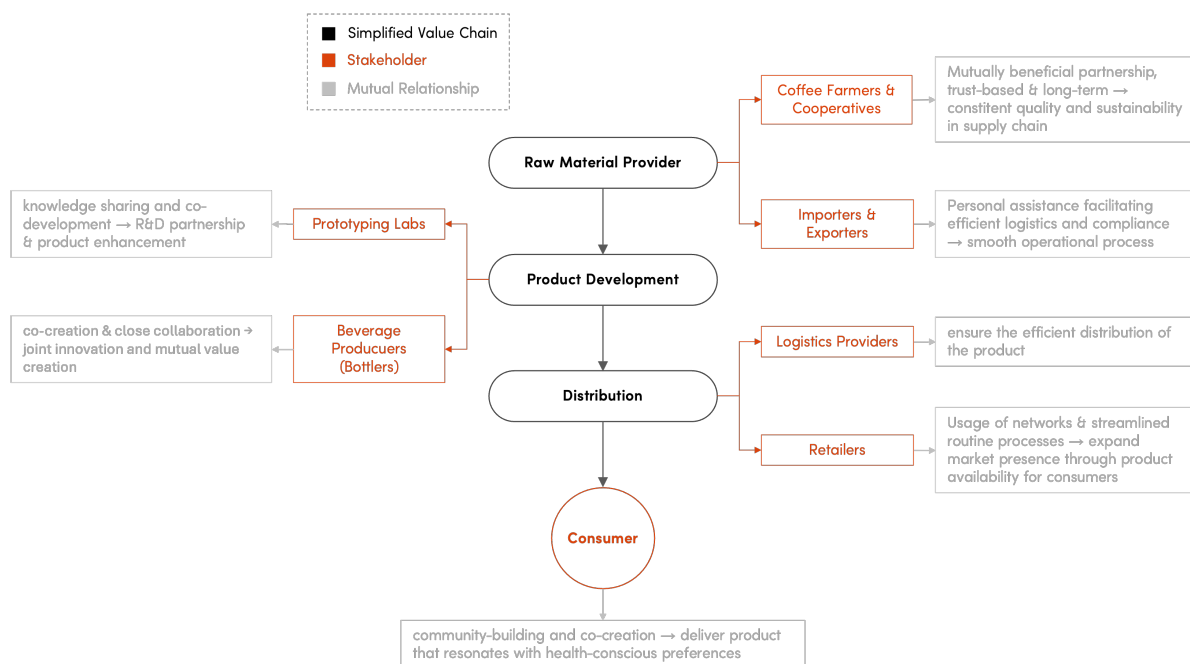 Simplified Value Chain
Stakeholder
Mutual Relationship
Raw Material Provider
Coffee Farmers &
Cooperatives
Mutually beneficial partnership,
trust-based & long-term →
constitent quality and sustainability
in supply chain
Importers &
Exporters
Personal assistance facilitating
efficient logistics and compliance
→ smooth operational process
knowledge sharing and co-
development → R&D partnership
& product enhancement
Prototyping Labs
Product Development
co-creation & close collaboration →
joint innovation and mutual value
creation
Beverage
Producuers
(Bottlers)
Logistics Providers
ensure the efficient distribution of
the product
Distribution
Retailers
Usage of networks & streamlined
routine processes → expand
market presence through product
availability for consumers
Consumer
community-building and co-creation → deliver product
that resonates with health-conscious preferences